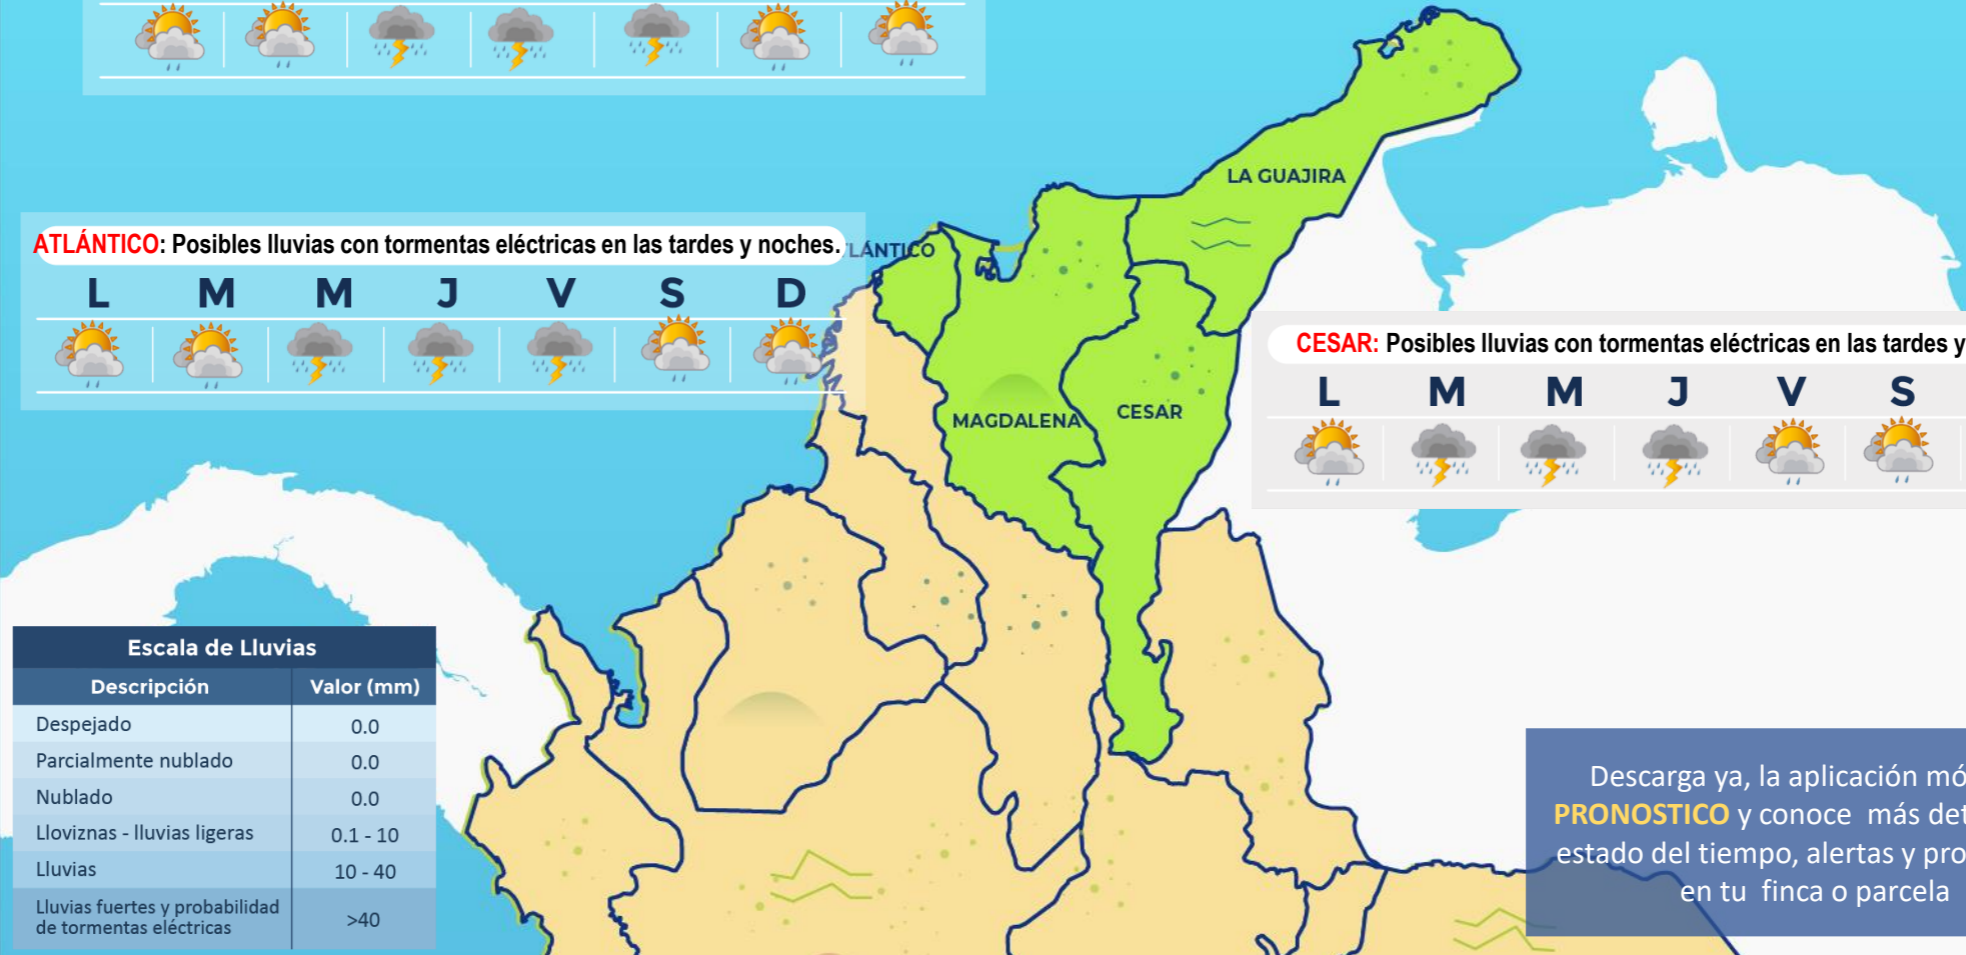 LA GUAJIRA
ATLÁNTICO: Posibles lluvias con tormentas eléctricas en las tardes y noches.
LÁNTICO
L M M J V S D
CESAR: Posibles lluvias con tormentas eléctricas en las tardes y
L M M J V S
MAGDALENA
CESAR
Escala de Lluvias
Descripción Valor (mm)
Despejado 0.0
Parcialmente nublado 0.0
Nublado 0.0
Lloviznas - lluvias ligeras 0.1 - 10
Lluvias 10 - 40
Lluvias fuertes y probabilidad
de tormentas eléctricas >40
Descarga ya, la aplicación mó
PRONOSTICO y conoce más det
estado del tiempo, alertas y pro
en tu finca o parcela